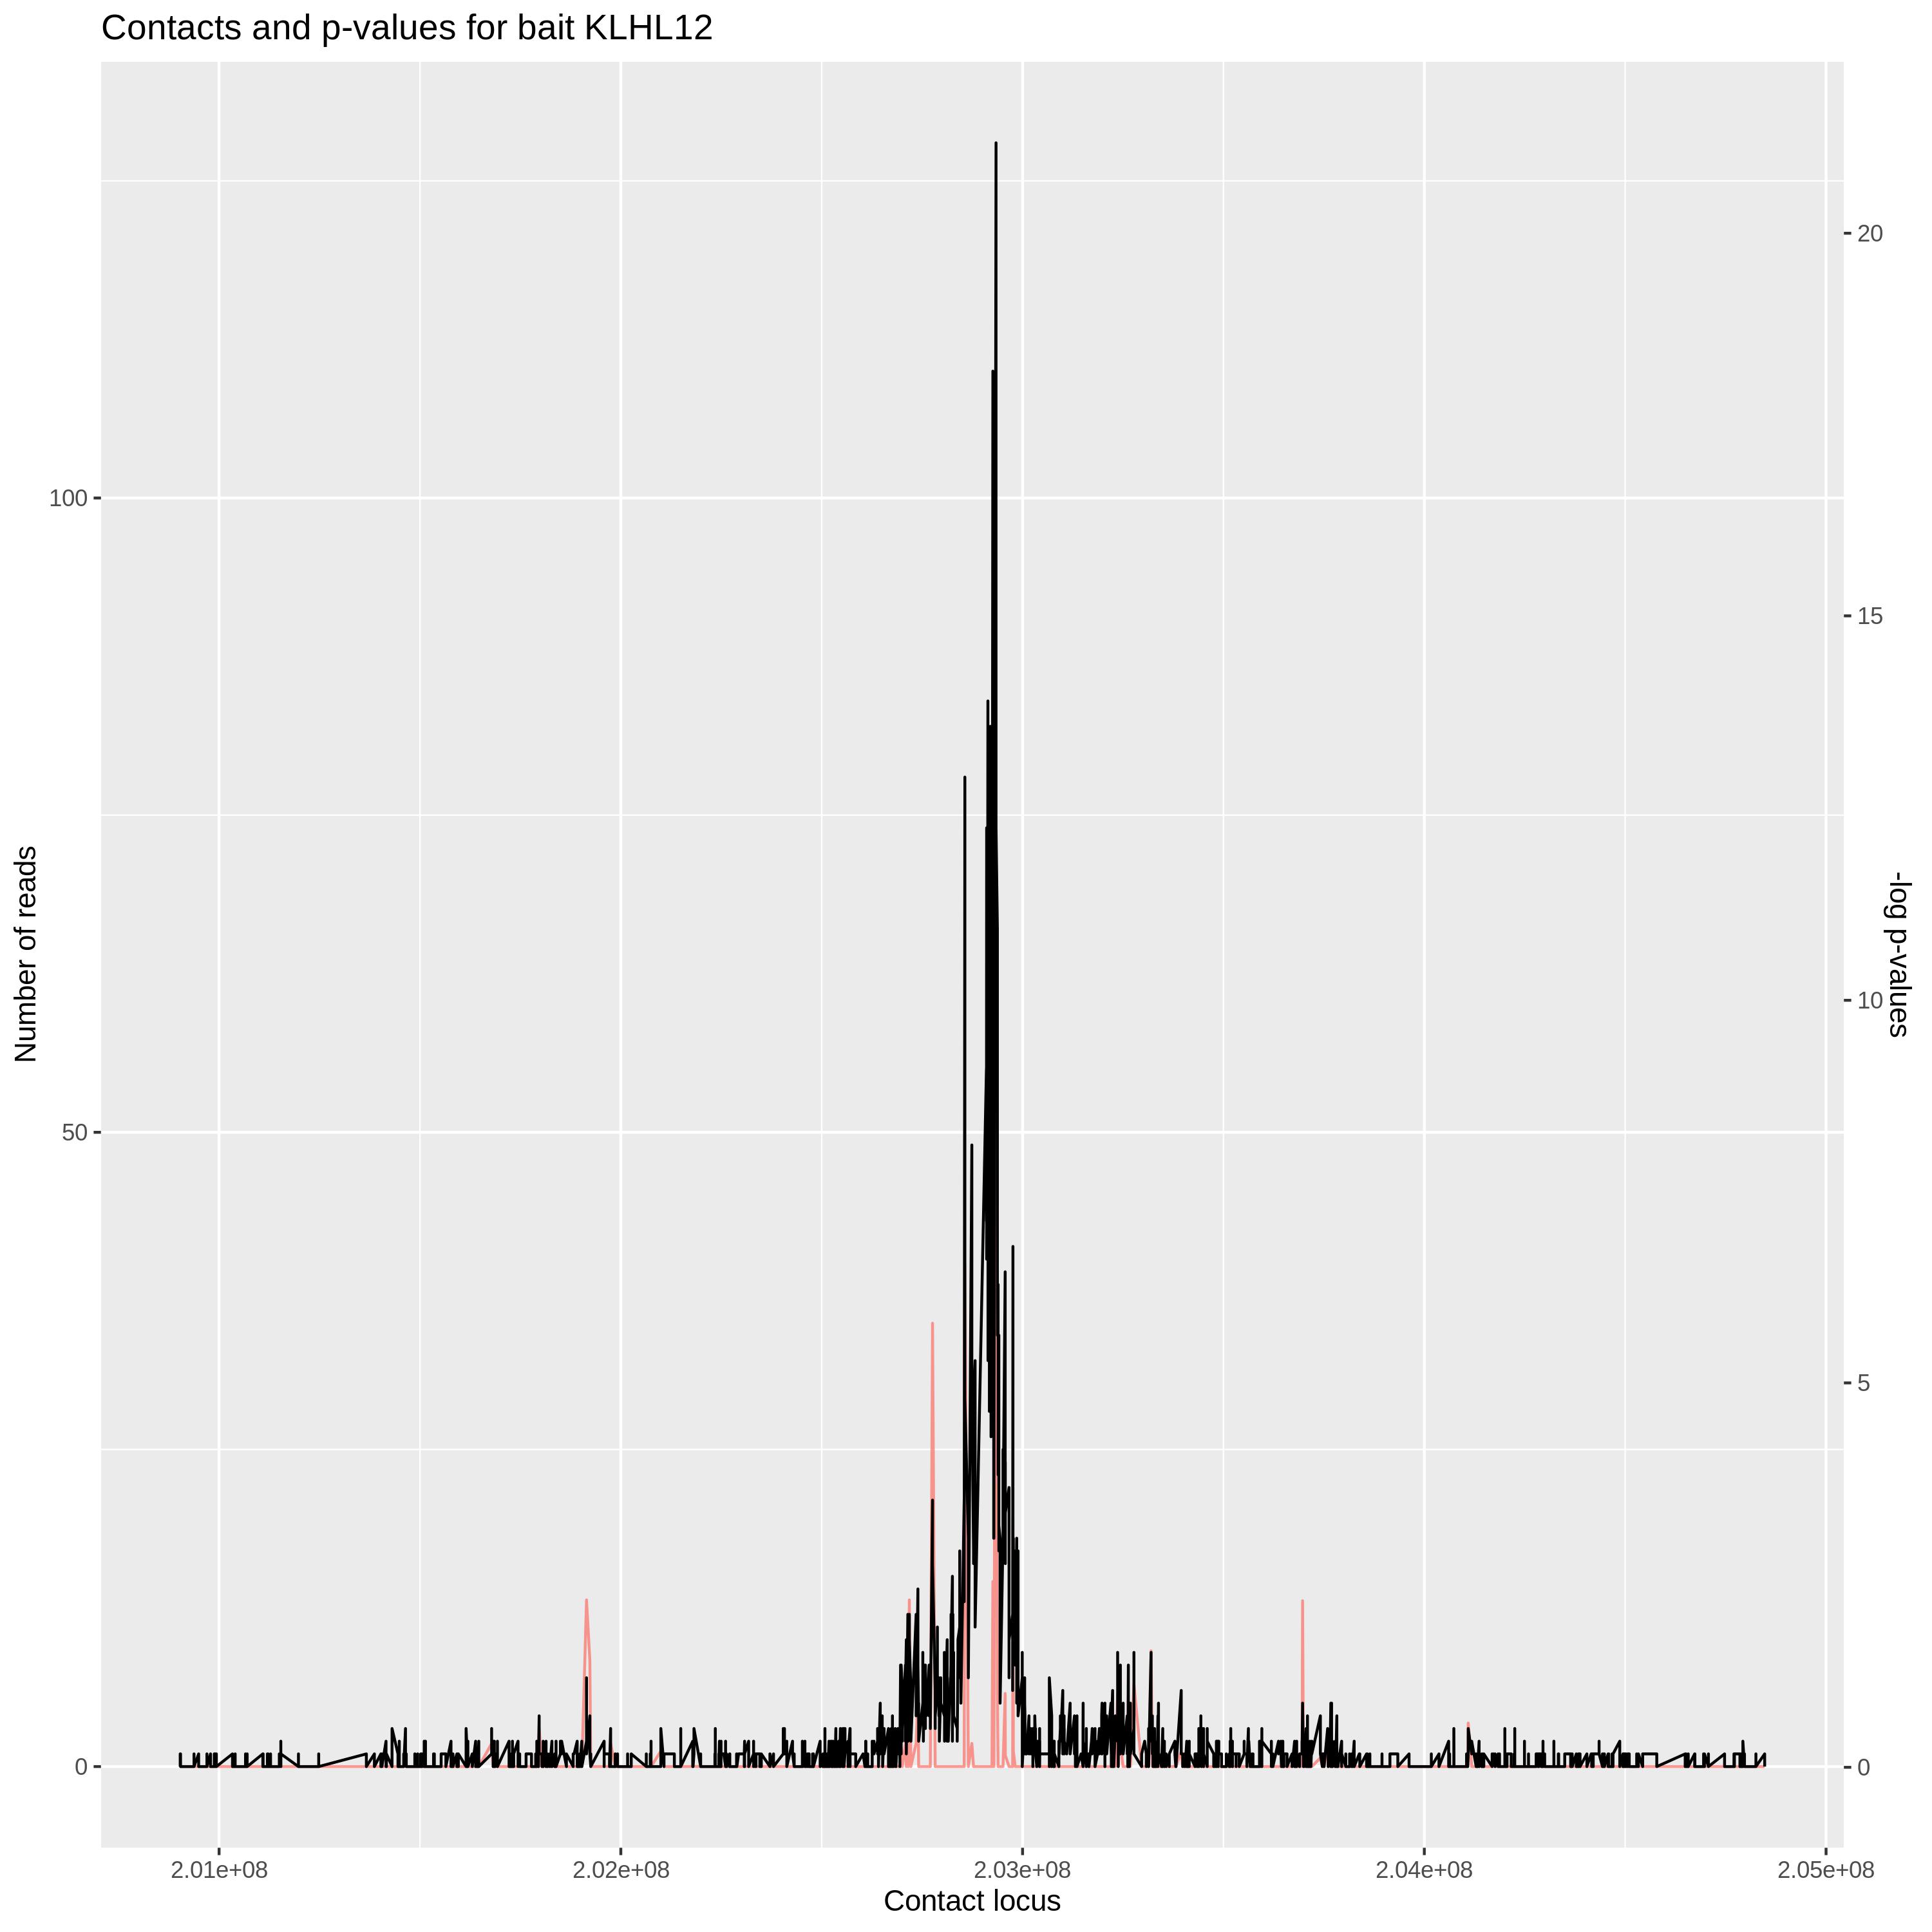 Contacts and p-values for bait KLHL12
Number of reads
100
50
0
20
15
10
5
0
-log p-values
2.01e+08
2.02e+08
2.03e+08
2.04e+08
2.05e+08
Contact locus